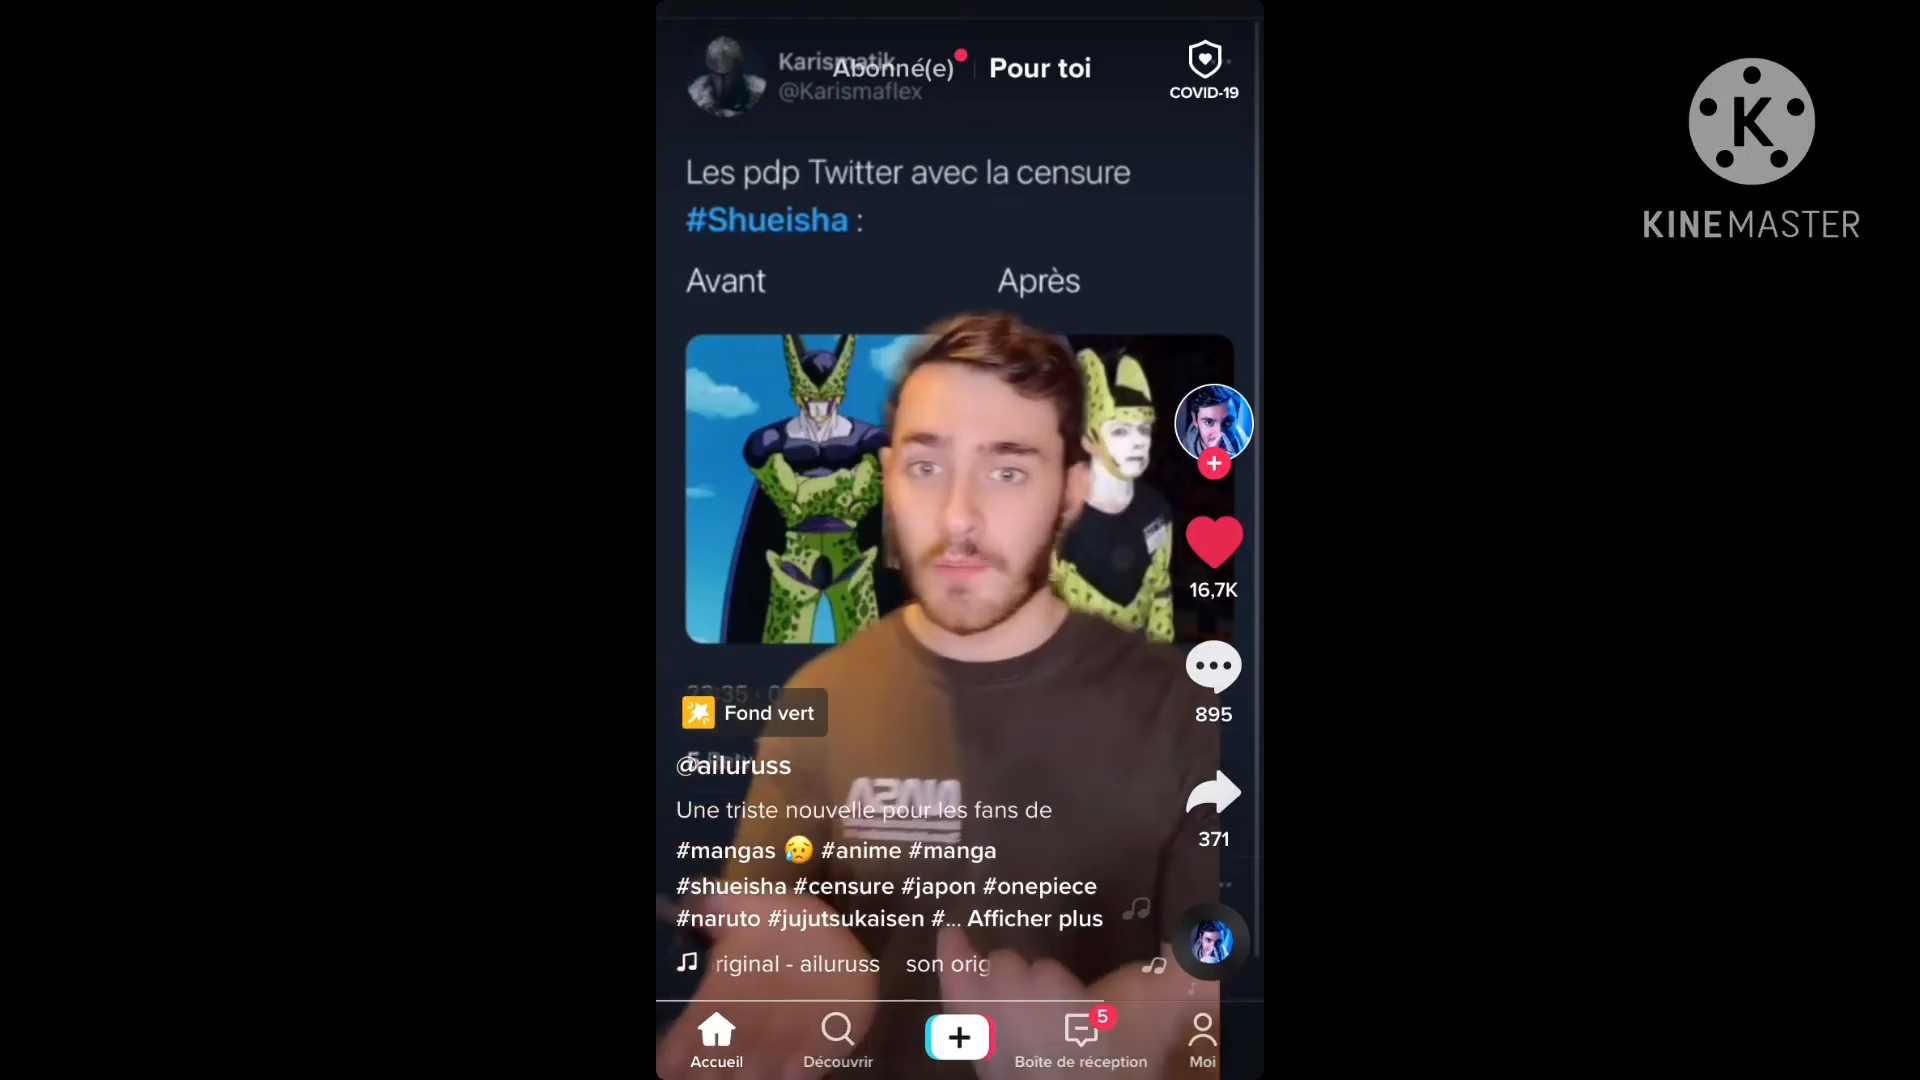 Karismatik
@Karismaflex
Abonné(e)
Pour toi
COVID-19
K
KINEMASTER
Les pdp Twitter avec la censure
#Shueisha :
Avant
Après
16,7K
895
371
Fond vert
@ailuruss
NASA
Une triste nouvelle pour les fans de
#mangas 😥 #anime #manga
#shueisha #censure #japon #onepiece
#naruto #jujutsukaisen #... Afficher plus
riginal - ailuruss son orig
5
Accueil
Découvrir
Boîte de réception
Moi